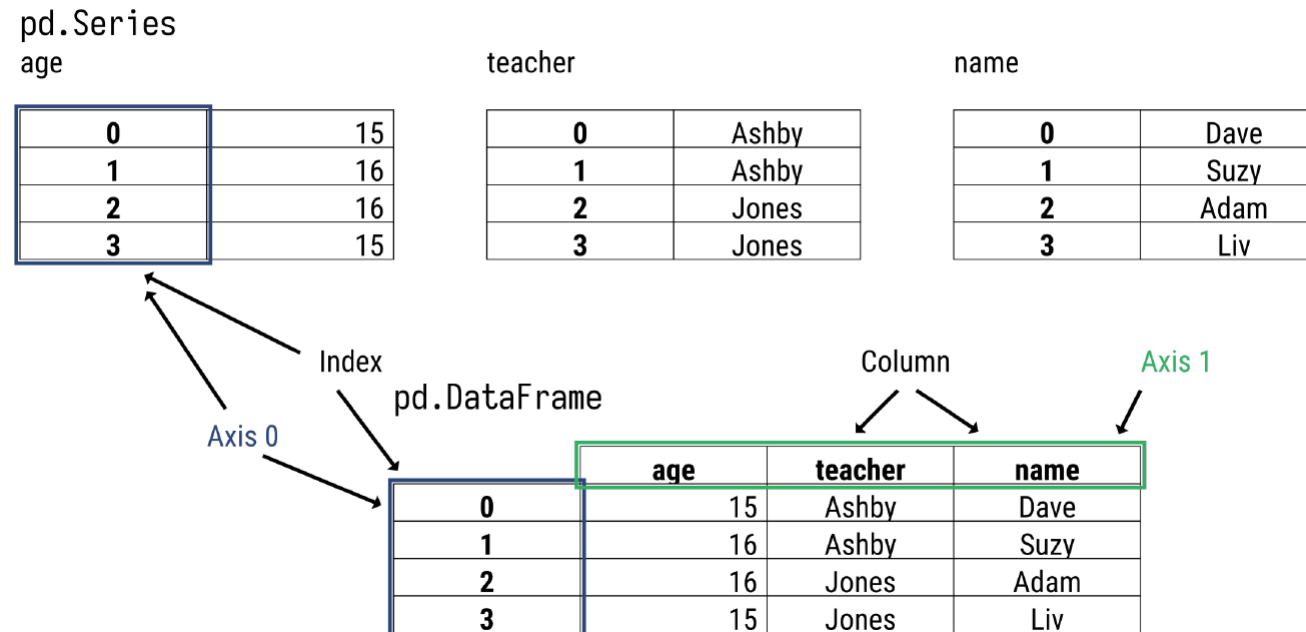 pd.Series
age teacher name
0 15 0 Ashby 0 Dave
1 16 1 Ashby 1 Suzy
2 16 2 Jones 2 Adam
3 15 3 Jones 3 Liv
Index Column Axis 1
pd.DataFrame
Axis 0
age teacher name
0 15 Ashby Dave
1 16 Ashby Suzy
2 16 Jones Adam
3 15 Jones Liv